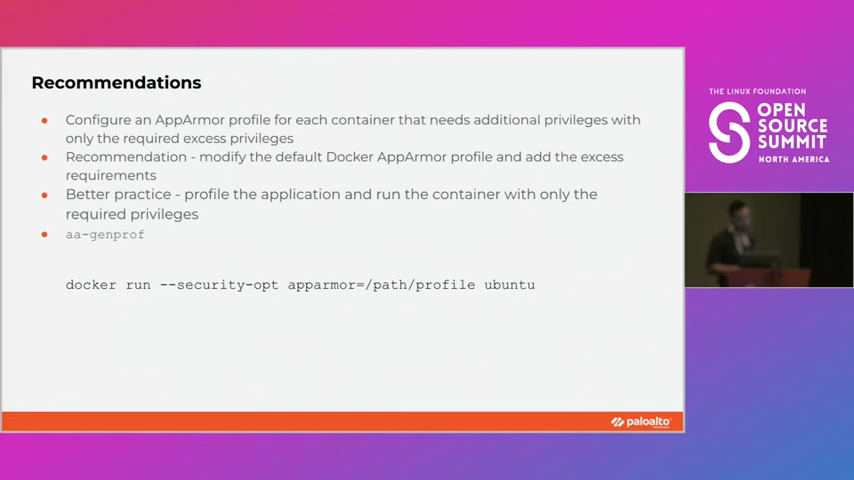 Recommendations
● Configure an AppArmor profile for each container that needs additional privileges with
only the required excess privileges
● Recommendation - modify the default Docker AppArmor profile and add the excess
requirements
● Better practice - profile the application and run the container with only the
required privileges
● aa-genprof
docker run --security-opt apparmor=/path/profile ubuntu
paloalto
THE LINUX FOUNDATION
OPEN
SOURCE
SUMMIT
NORTH AMERICA